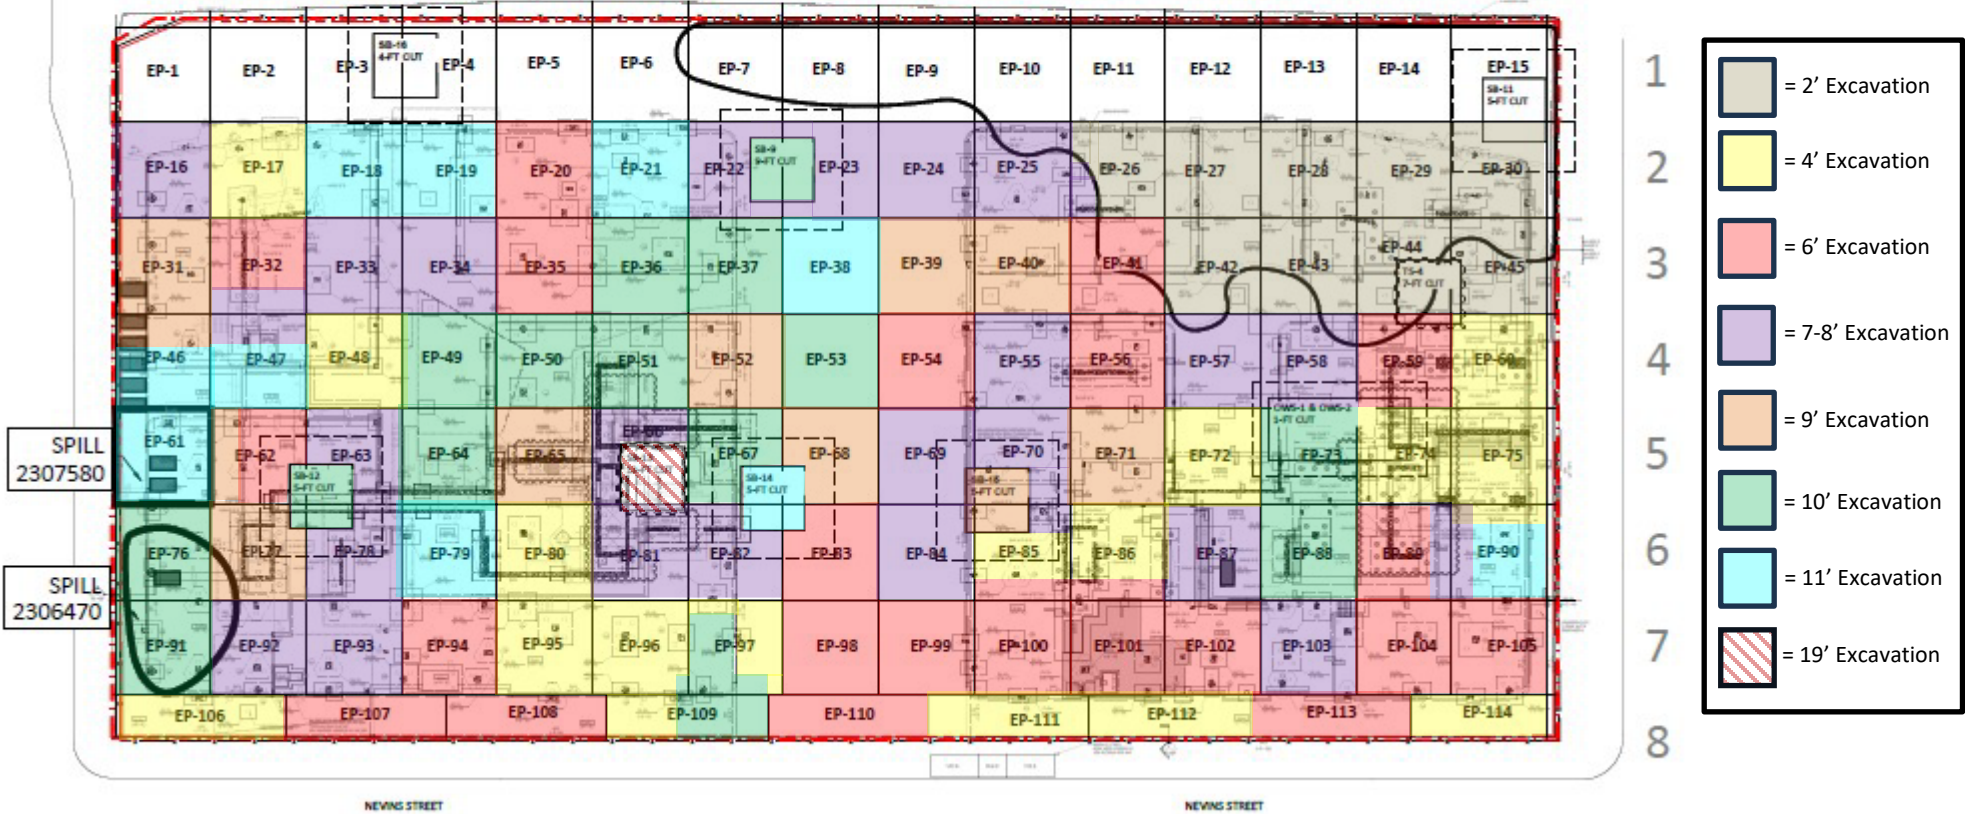 EP-1 EP-2 EP-3 EP-4 EP-5 EP-6 EP-7 EP-8 EP-9 EP-10 EP-11 EP-12 EP-13 EP-14 EP-15 1
SB-16
4-FT CUT
SB-11
5-FT CUT
EP-16 EP-17 EP-18 EP-19 EP-20 EP-21 EP-22 EP-23 EP-24 EP-25 EP-26 EP-27 EP-28 EP-29 EP-30 2
SB-9
9-FT CUT
EP-31 EP-32 EP-33 EP-34 EP-35 EP-36 EP-37 EP-38 EP-39 EP-40 EP-41 EP-42 EP-43 EP-44 EP-45 3
TS-4
7-FT CUT
EP-46 EP-47 EP-48 EP-49 EP-50 EP-51 EP-52 EP-53 EP-54 EP-55 EP-56 EP-57 EP-58 EP-59 EP-60 4
OWS-1 & OWS-2
1-FT CUT
EP-61 EP-62 EP-63 EP-64 EP-65 EP-66 EP-67 EP-68 EP-69 EP-70 EP-71 EP-72 EP-73 EP-74 EP-75 5
SPILL
2307580
SB-12
5-FT CUT
SB-14
5-FT CUT
5-FT CUT
EP-76 EP-77 EP-78 EP-79 EP-80 EP-81 EP-82 EP-83 EP-84 EP-85 EP-86 EP-87 EP-88 EP-89 EP-90 6
SPILL
2306470
EP-91 EP-92 EP-93 EP-94 EP-95 EP-96 EP-97 EP-98 EP-99 EP-100 EP-101 EP-102 EP-103 EP-104 EP-105 7
EP-106 EP-107 EP-108 EP-109 EP-110 EP-111 EP-112 EP-113 EP-114 8
NEVINS STREET NEVINS STREET
= 2' Excavation
= 4' Excavation
= 6' Excavation
= 7-8' Excavation
= 9' Excavation
= 10' Excavation
= 11' Excavation
= 19' Excavation